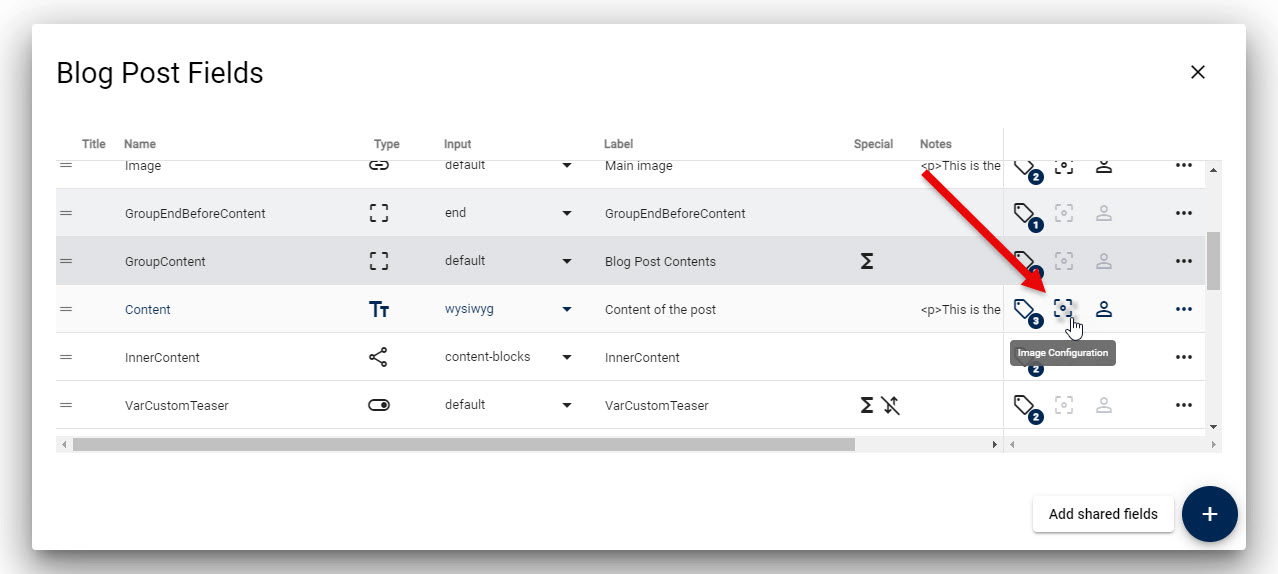 Blog Post Fields
Title Name Type Input Label Special Notes
Image default Main image <p>This is the 2
GroupEndBeforeContent end GroupEndBeforeContent 1
GroupContent default Blog Post Contents
Content wysiwyg Content of the post <p>This is the 3
Image Configuration
InnerContent content-blocks InnerContent 2
VarCustomTeaser default VarCustomTeaser 2
Add shared fields +